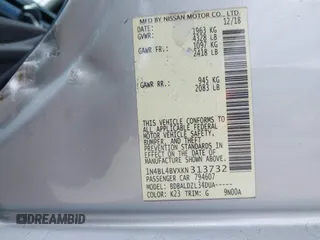 MFD BY NISSAN MOTOR CO., LTD.
DATE: 12/18
GVWR: 1963 KG
4328 LB
GAWR FR: 1097 KG
2418 LB
GAWR RR: 945 KG
2083 LB
THIS VEHICLE CONFORMS TO
ALL APPLICABLE FEDERAL
MOTOR VEHICLE SAFETY,
BUMPER, AND THEFT
PREVENTION STANDARDS
IN EFFECT ON THE DATE OF
MANUFACTURE SHOWN ABOVE.
1N4BL4BVXKN313732
PASSENGER CAR 794607
MODEL: BDBALDZL34DUA-----
COLOR: K23 TRIM: G 9N00A